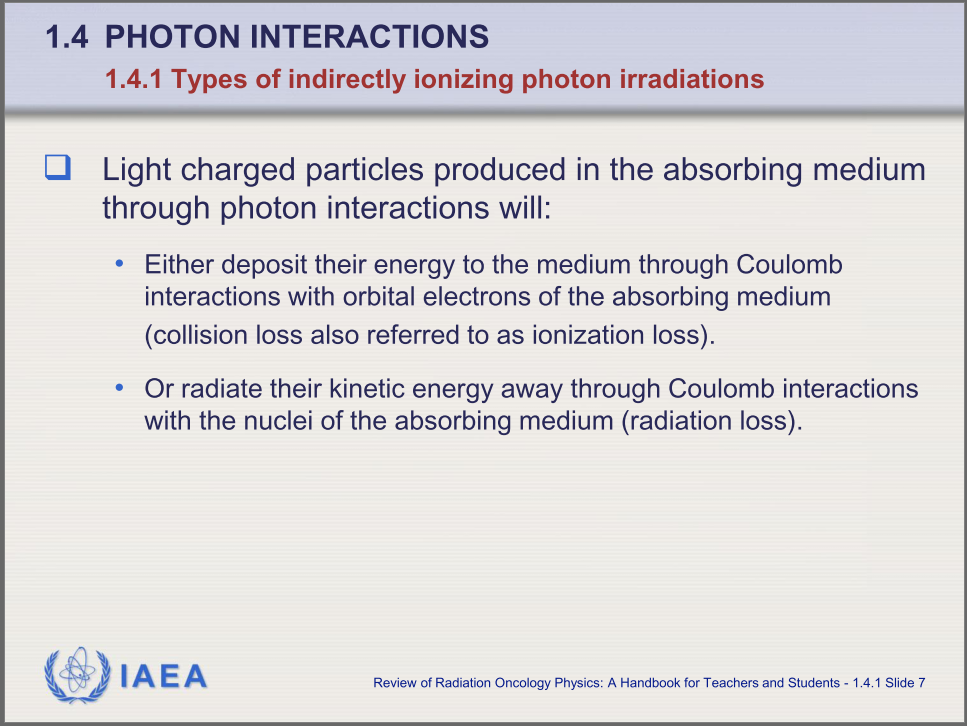 1.4 PHOTON INTERACTIONS
1.4.1 Types of indirectly ionizing photon irradiations
Light charged particles produced in the absorbing medium
through photon interactions will:
• Either deposit their energy to the medium through Coulomb
interactions with orbital electrons of the absorbing medium
(collision loss also referred to as ionization loss).
• Or radiate their kinetic energy away through Coulomb interactions
with the nuclei of the absorbing medium (radiation loss).
IAEA
Review of Radiation Oncology Physics: A Handbook for Teachers and Students - 1.4.1 Slide 7